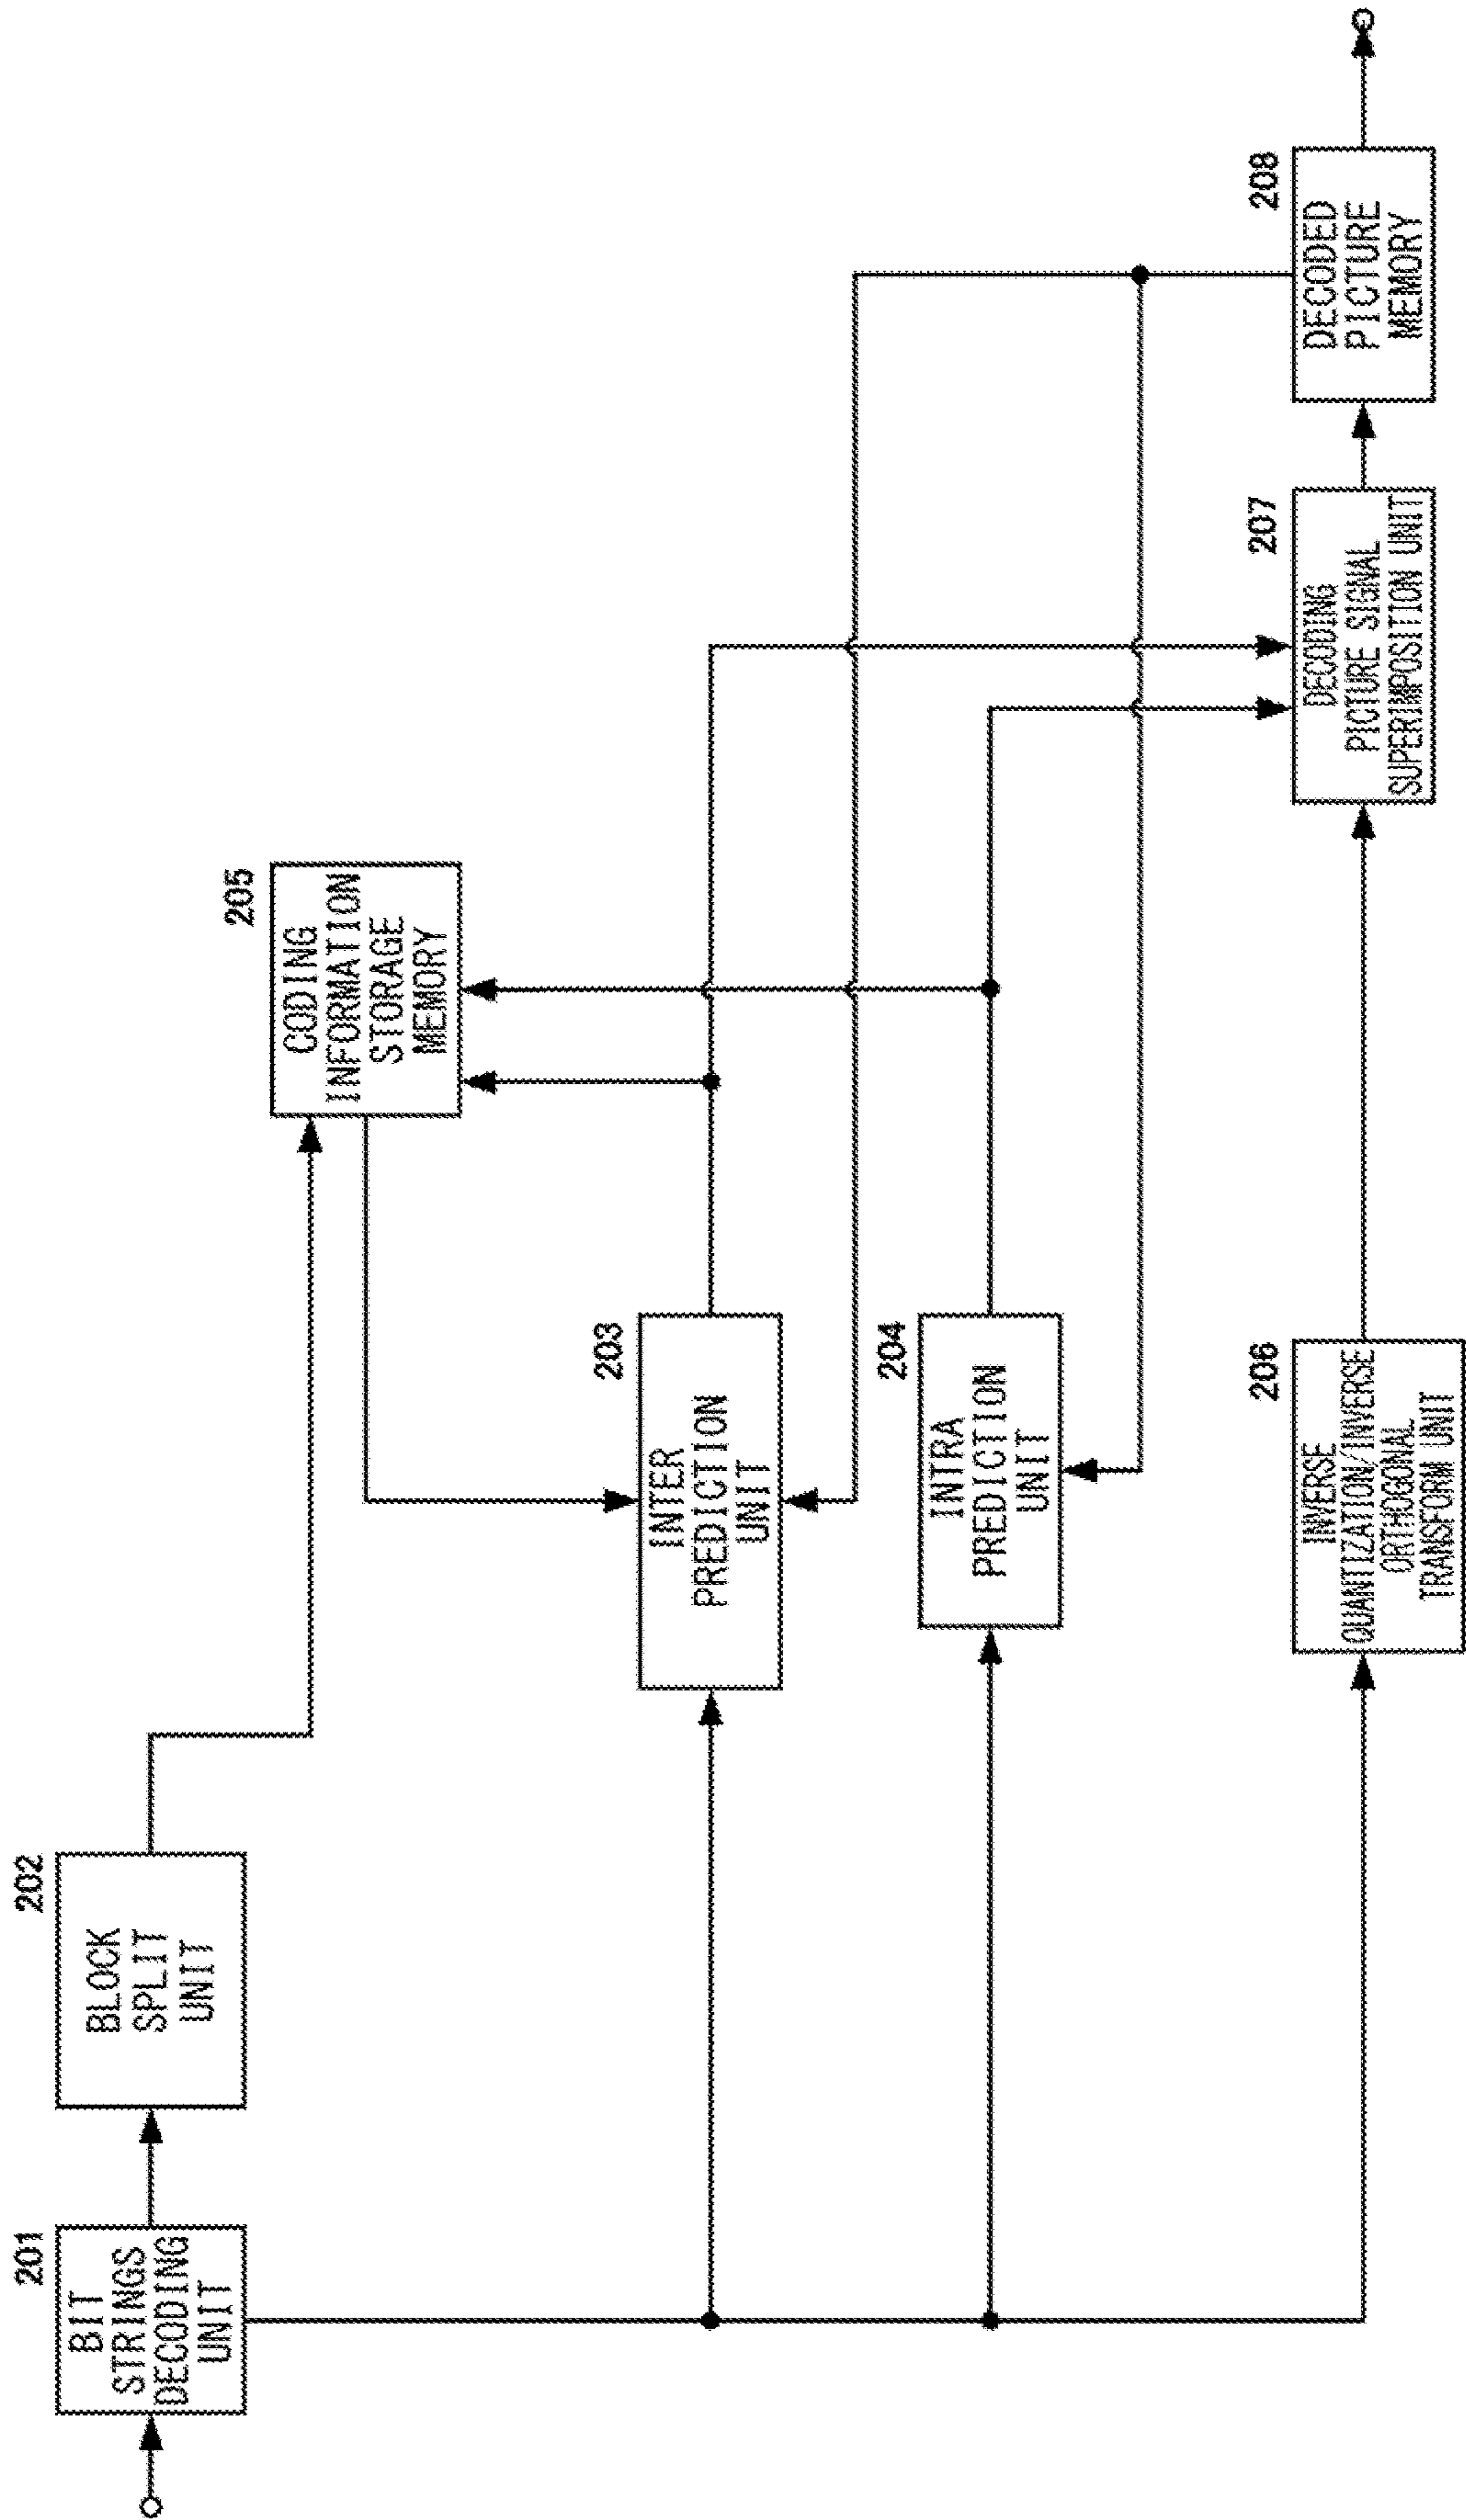 201
BIT
STRINGS
DECODING
UNIT
202
BLOCK
SPLIT
UNIT
205
CODING
INFORMATION
STORAGE
MEMORY
203
INTER
PREDICTION
UNIT
204
INTRA
PREDICTION
UNIT
206
INVERSE
QUANTIZATION/INVERSE
ORTHOGONAL
TRANSFORM UNIT
207
DECODING
PICTURE SIGNAL
SUPERIMPOSITION UNIT
208
DECODED
PICTURE
MEMORY